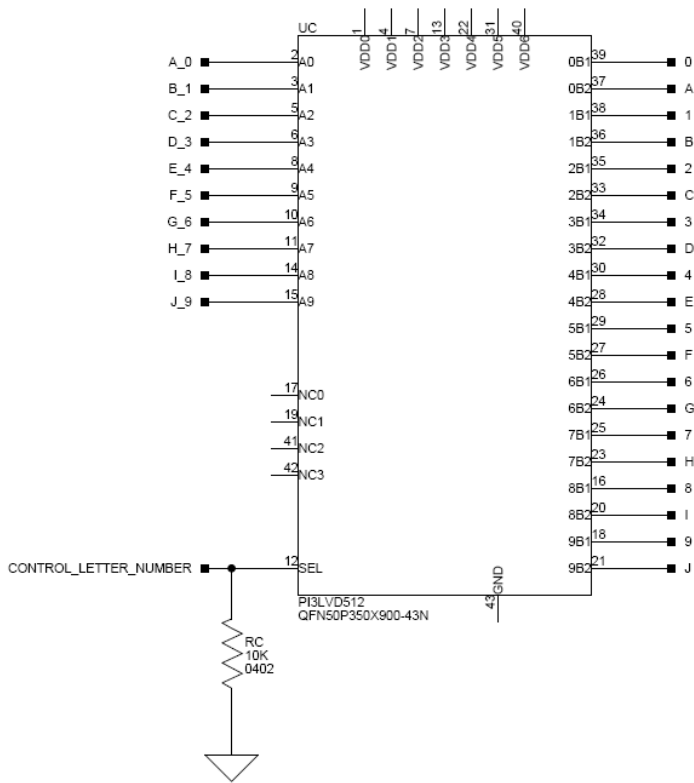 UC
1 4 7 13 22 31 40
VDD0 VDD1 VDD2 VDD3 VDD4 VDD5 VDD6
A_0 2 A0 0B1 39 0
B_1 3 A1 0B2 37 A
C_2 5 A2 1B1 38 1
D_3 6 A3 1B2 36 B
E_4 8 A4 2B1 35 2
F_5 9 A5 2B2 33 C
G_6 10 A6 3B1 34 3
H_7 11 A7 3B2 32 D
I_8 14 A8 4B1 30 4
J_9 15 A9 4B2 28 E
5B1 29 5
5B2 27 F
17 NC0 6B1 26 6
19 NC1 6B2 24 G
41 NC2 7B1 25 7
42 NC3 7B2 23 H
8B1 16 8
8B2 20 I
9B1 18 9
CONTROL_LETTER_NUMBER 12 SEL 9B2 21 J
43 GND
PI3LVD512
QFN50P350X900-43N
RC
10K
0402